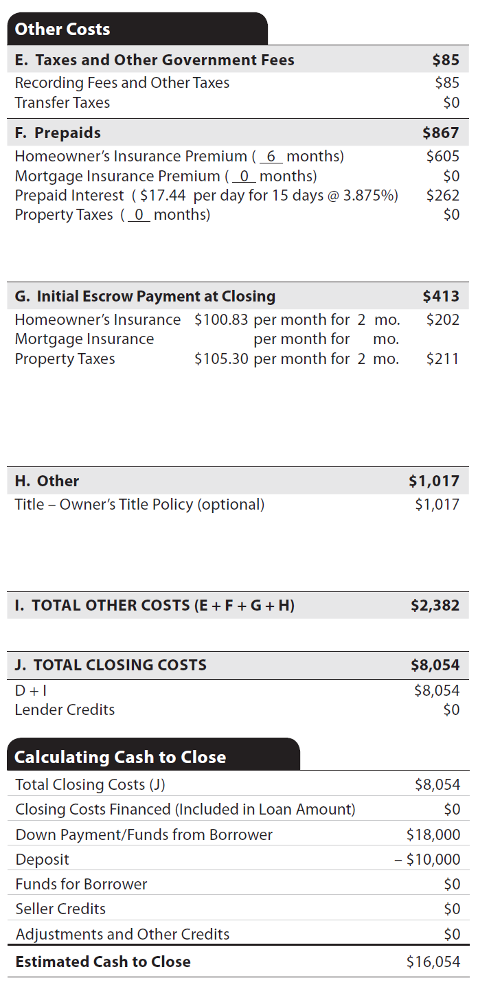 Other Costs
E. Taxes and Other Government Fees $85
Recording Fees and Other Taxes $85
Transfer Taxes $0
F. Prepaids $867
Homeowner’s Insurance Premium ( 6 months) $605
Mortgage Insurance Premium ( 0 months) $0
Prepaid Interest ( $17.44 per day for 15 days @ 3.875%) $262
Property Taxes ( 0 months) $0
G. Initial Escrow Payment at Closing $413
Homeowner’s Insurance $100.83 per month for 2 mo. $202
Mortgage Insurance per month for mo.
Property Taxes $105.30 per month for 2 mo. $211
H. Other $1,017
Title – Owner’s Title Policy (optional) $1,017
I. TOTAL OTHER COSTS (E + F + G + H) $2,382
J. TOTAL CLOSING COSTS $8,054
D + I $8,054
Lender Credits $0
Calculating Cash to Close
Total Closing Costs (J) $8,054
Closing Costs Financed (Included in Loan Amount) $0
Down Payment/Funds from Borrower $18,000
Deposit – $10,000
Funds for Borrower $0
Seller Credits $0
Adjustments and Other Credits $0
Estimated Cash to Close $16,054